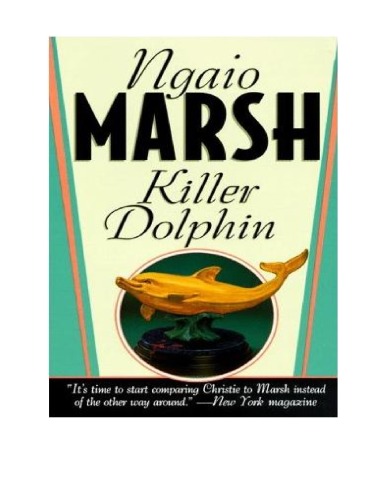 Ngaio
MARSH
Killer
Dolphin
"It's time to start comparing Christie to Marsh instead
of the other way around." —New York magazine